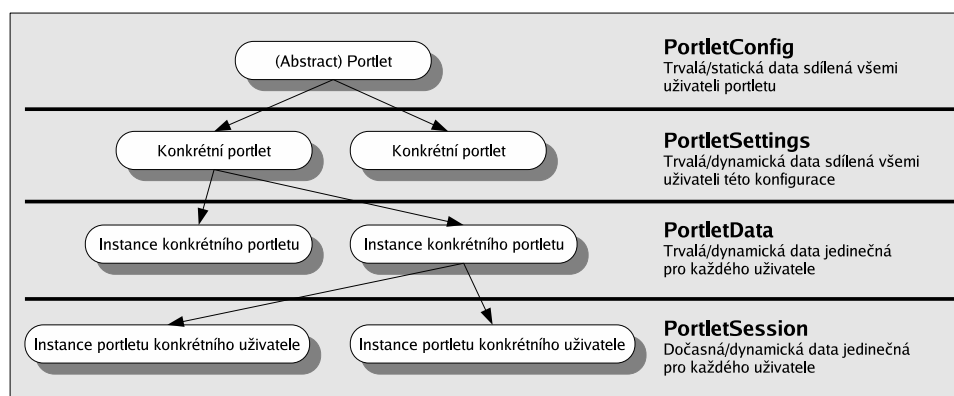 (Abstract) Portlet
PortletConfig
Trvalá/statická data sdílená všemi
uživateli portletu
Konkrétní portlet
Konkrétní portlet
PortletSettings
Trvalá/dynamická data sdílená všemi
uživateli této konfigurace
Instance konkrétního portletu
Instance konkrétního portletu
PortletData
Trvalá/dynamická data jedinečná
pro každého uživatele
Instance portletu konkrétního uživatele
Instance portletu konkrétního uživatele
PortletSession
Dočasná/dynamická data jedinečná
pro každého uživatele